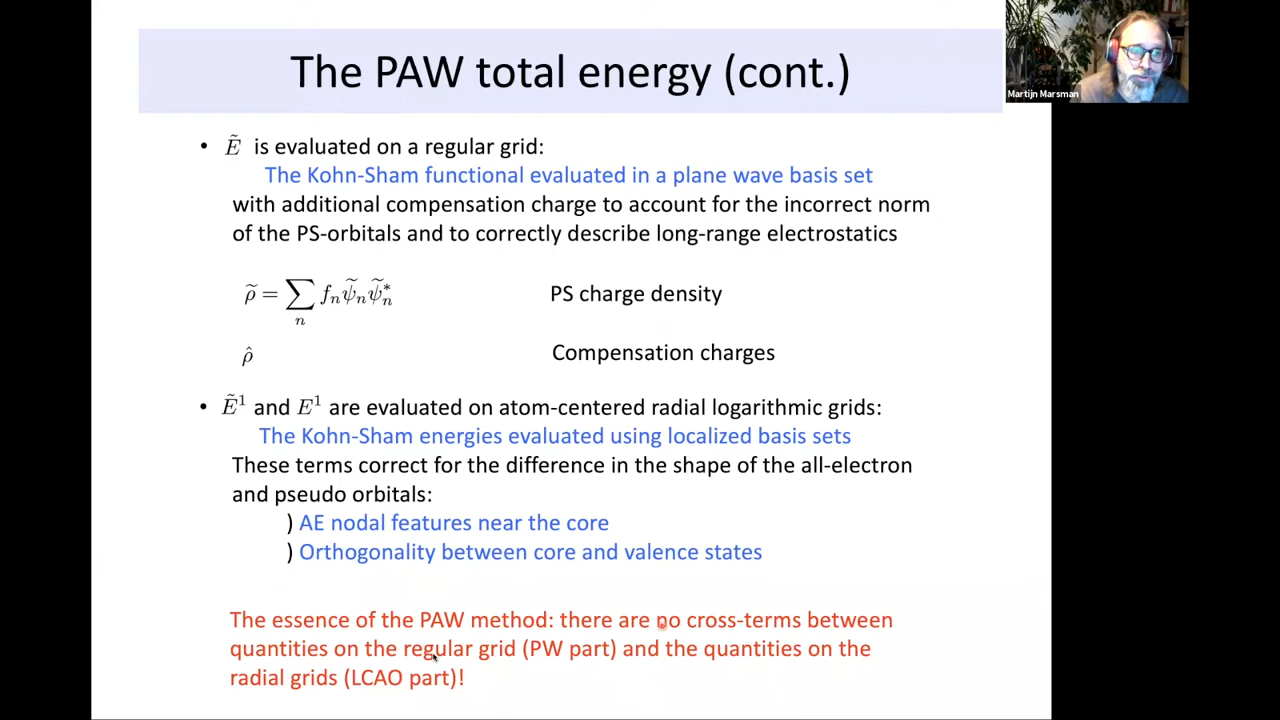 The PAW total energy (cont.)
Martijn Marsman
• Ẽ is evaluated on a regular grid:
The Kohn-Sham functional evaluated in a plane wave basis set
with additional compensation charge to account for the incorrect norm
of the PS-orbitals and to correctly describe long-range electrostatics
ρ̃ = ∑ₙ fₙψ̃ₙψ̃ₙ* PS charge density
ρ̂ Compensation charges
• Ẽ¹ and E¹ are evaluated on atom-centered radial logarithmic grids:
The Kohn-Sham energies evaluated using localized basis sets
These terms correct for the difference in the shape of the all-electron
and pseudo orbitals:
) AE nodal features near the core
) Orthogonality between core and valence states
The essence of the PAW method: there are no cross-terms between
quantities on the regular grid (PW part) and the quantities on the
radial grids (LCAO part)!